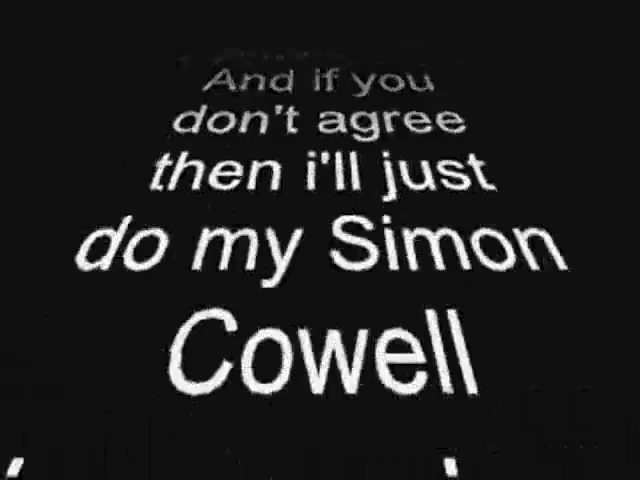 And if you
don't agree
then i'll just
do my Simon
Cowell